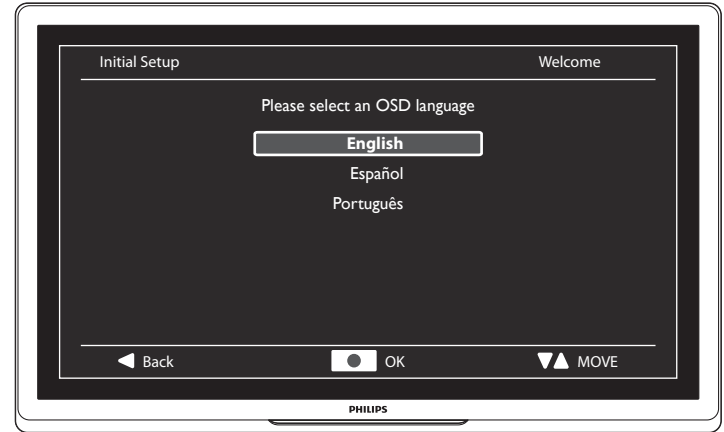 Initial Setup Welcome
Please select an OSD language
English
Español
Português
Back OK MOVE
PHILIPS